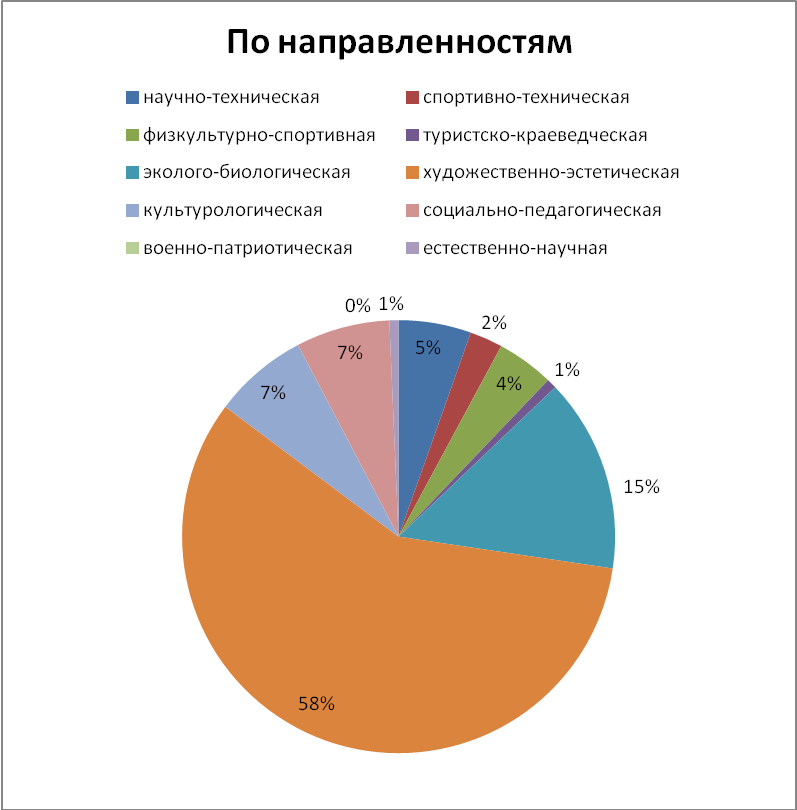 По направленностям
научно-техническая
спортивно-техническая
физкультурно-спортивная
туристско-краеведческая
эколого-биологическая
художественно-эстетическая
культурологическая
социально-педагогическая
военно-патриотическая
естественно-научная
0%
1%
5%
2%
7%
4%
1%
7%
15%
58%